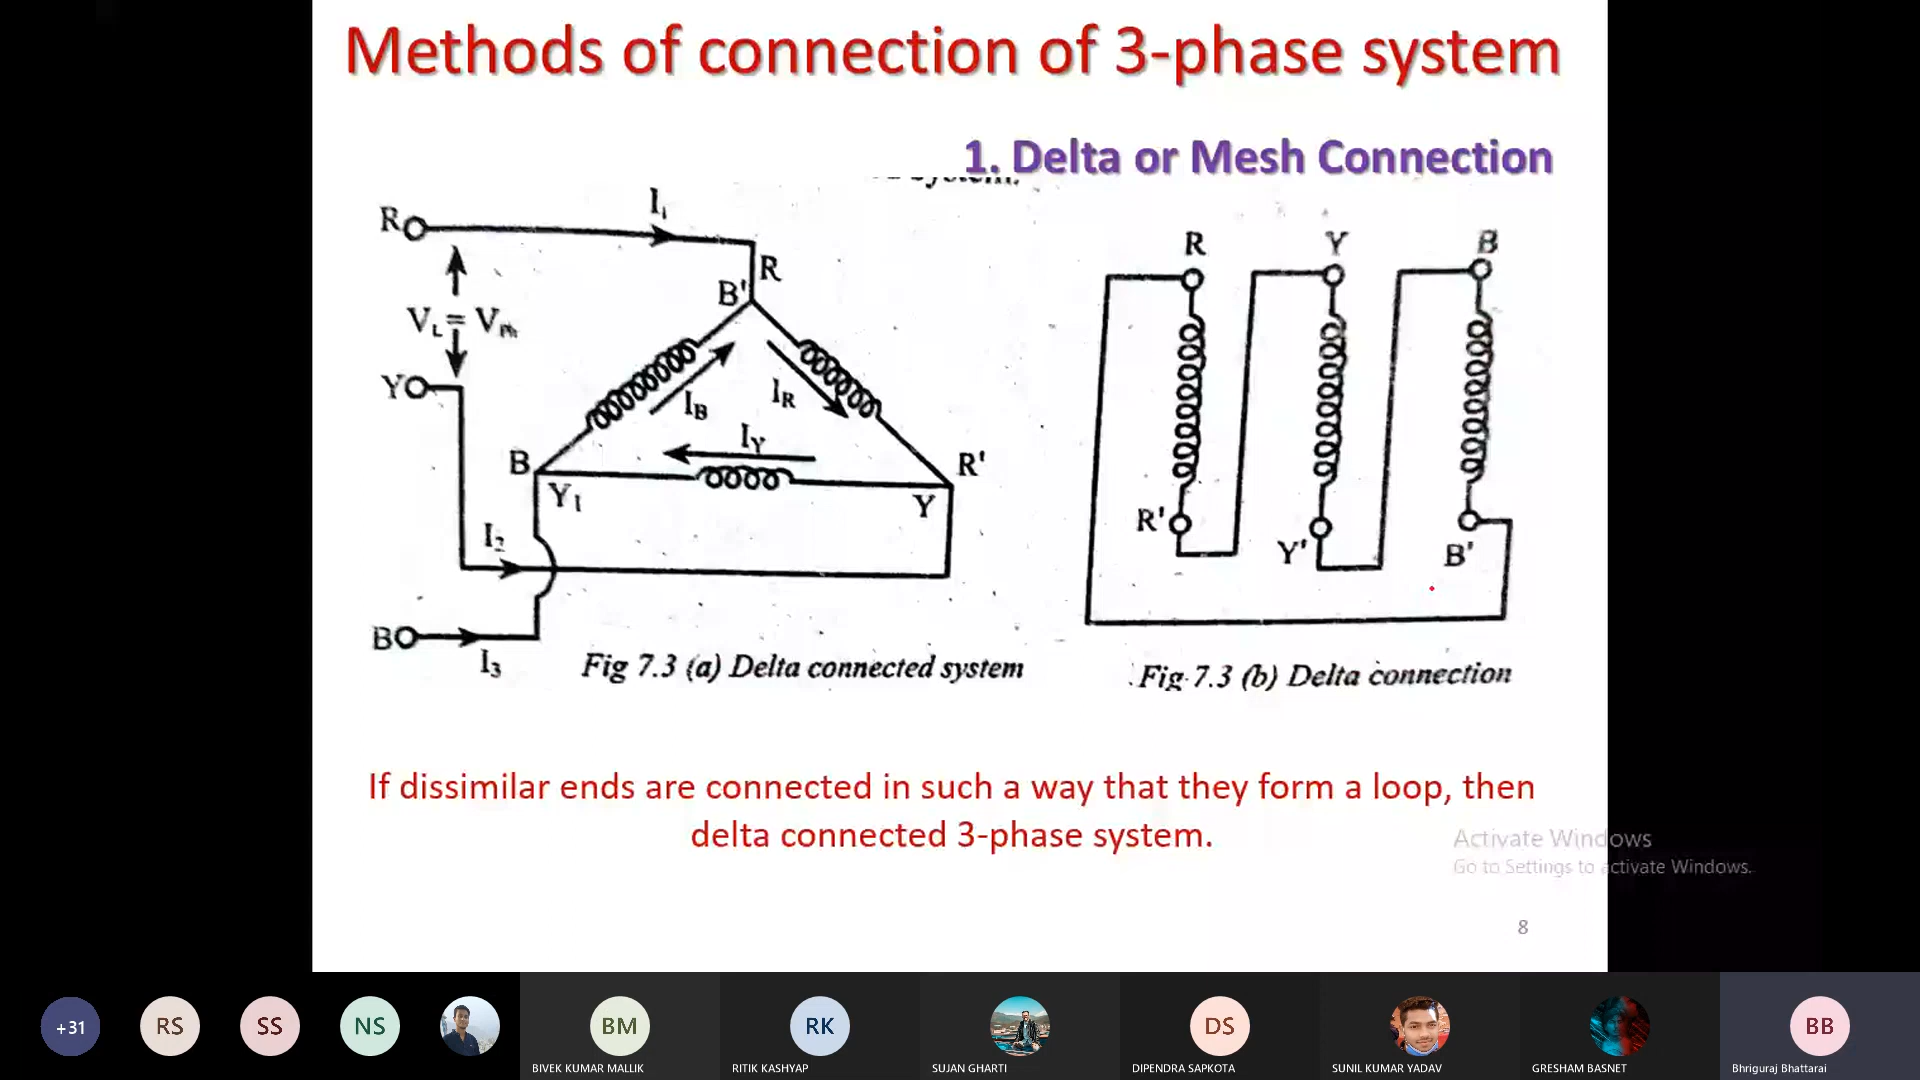 Methods of connection of 3-phase system
1. Delta or Mesh Connection
R
I₁
R
B'
V_L = V_Ph
Y
I_B
I_R
I_Y
B
R'
Y₁
Y
I₂
B
I₃
Fig 7.3 (a) Delta connected system
R
Y
B
R'
Y'
B'
Fig 7.3 (b) Delta connection
If dissimilar ends are connected in such a way that they form a loop, then
delta connected 3-phase system.
Activate Windows
Go to Settings to activate Windows.
8
+31
RS
SS
NS
BM
RK
DS
BB
BIVEK KUMAR MALLIK
RITIK KASHYAP
SUJAN GHARTI
DIPENDRA SAPKOTA
SUNIL KUMAR YADAV
GRESHAM BASNET
Bhriguraj Bhattarai